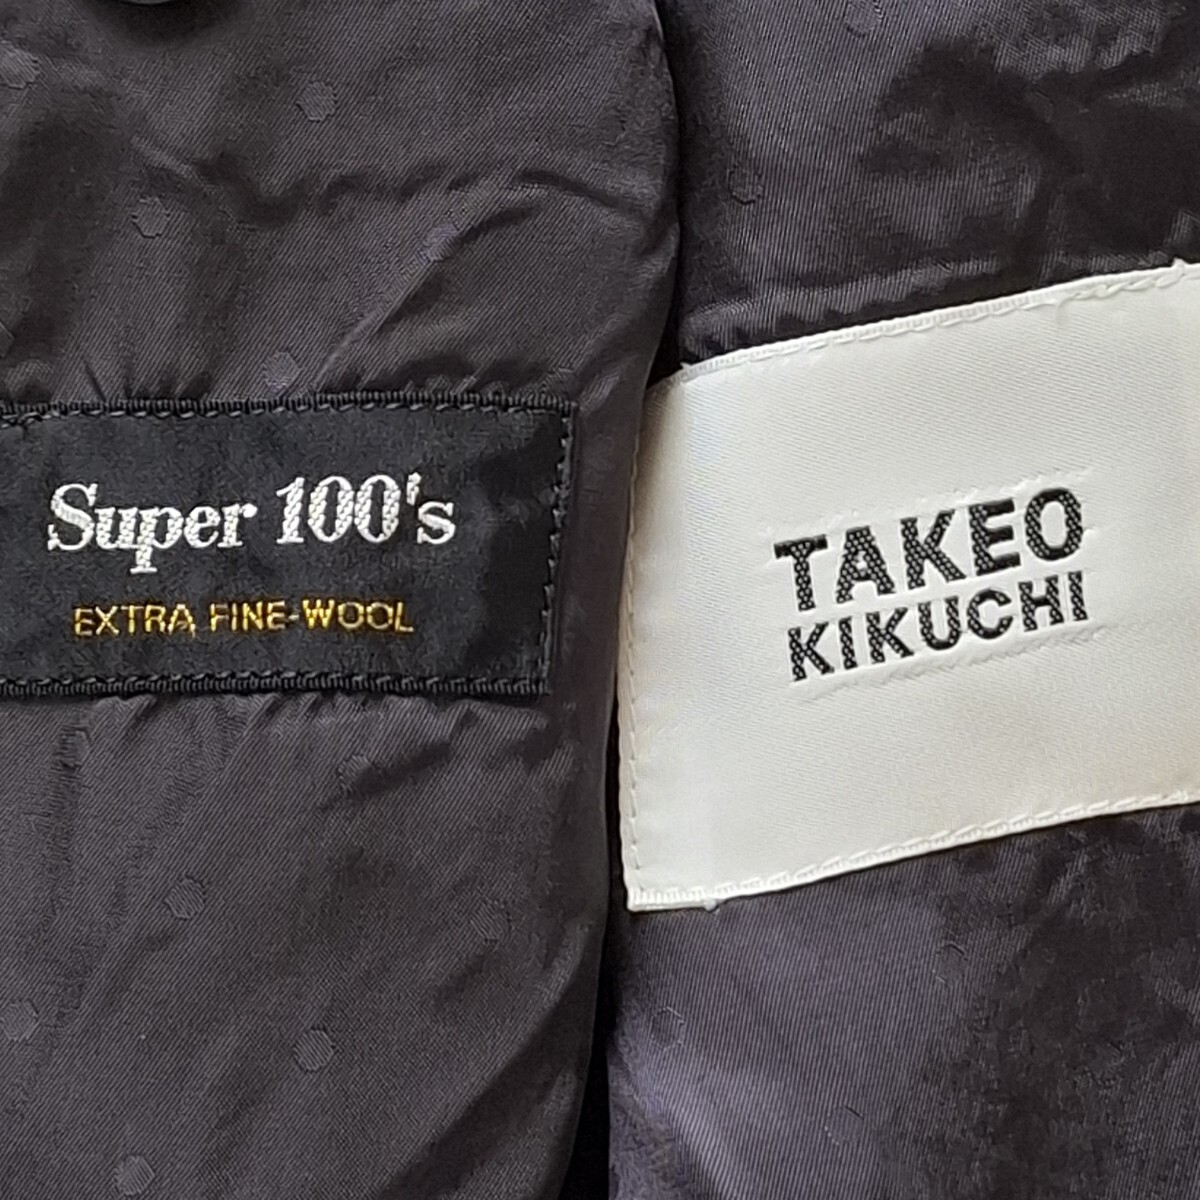 Super 100's
EXTRA FINE-WOOL
TAKEO
KIKUCHI